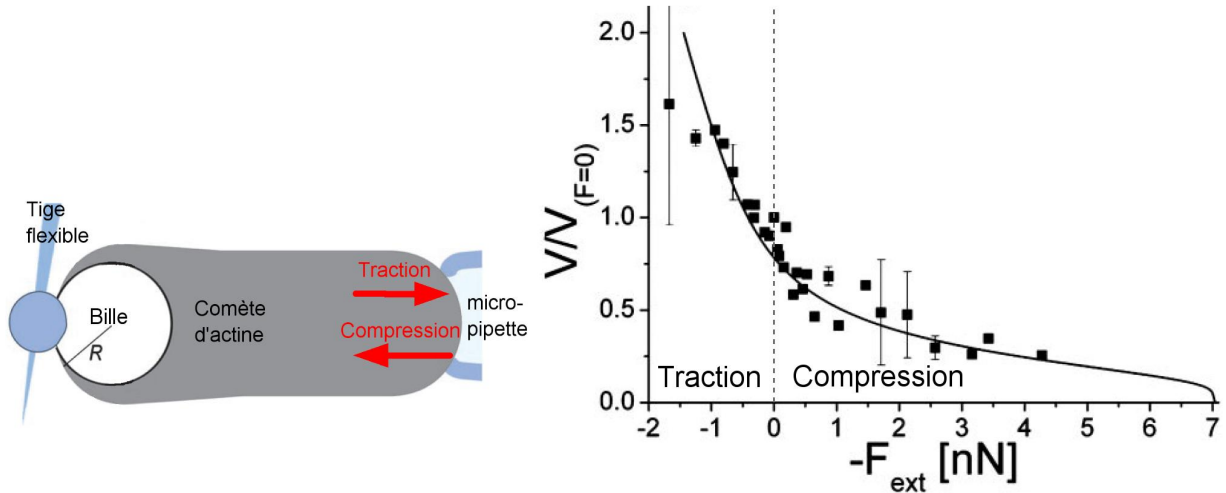 Tige
flexible
Bille
R
Comète
d'actine
Traction
Compression
micro-
pipette
V/V(F=0)
2.0
1.5
1.0
0.5
0.0
Traction
Compression
-2 -1 0 1 2 3 4 5 6 7
-Fext [nN]